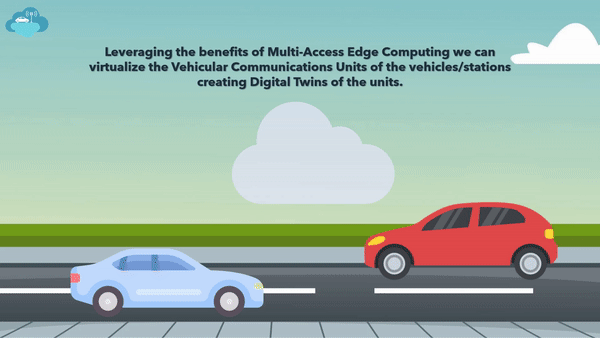 Leveraging the benefits of Multi-Access Edge Computing we can
virtualize the Vehicular Communications Units of the vehicles/stations
creating Digital Twins of the units.